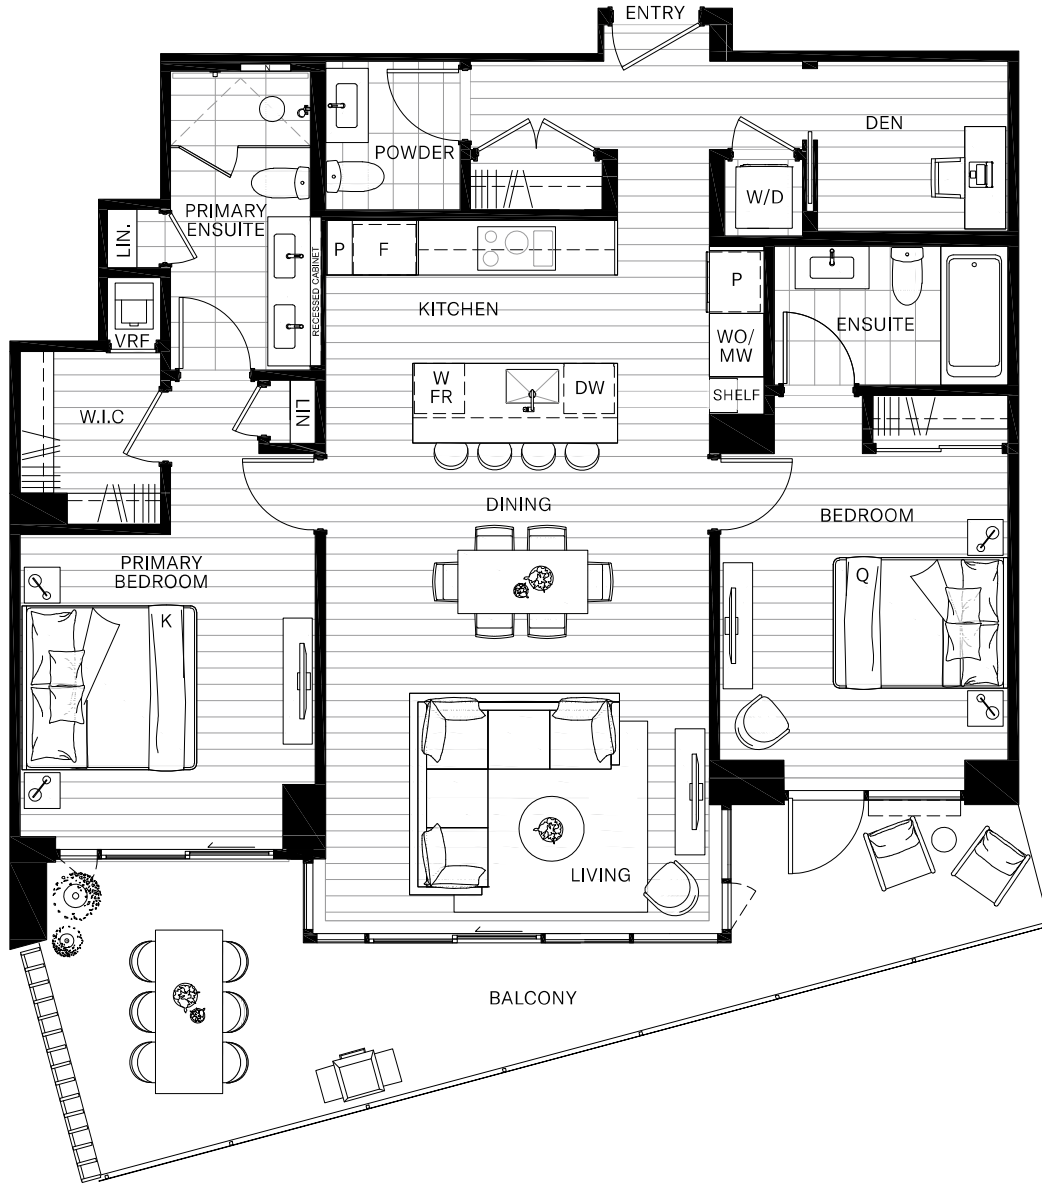 ENTRY
DEN
POWDER
W/D
PRIMARY
ENSUITE
LIN.
P
F
RECESSED CABINET
KITCHEN
P
ENSUITE
VRF
WO/
MW
W
FR
DW
SHELF
LIN
W.I.C
DINING
BEDROOM
PRIMARY
BEDROOM
Q
K
LIVING
BALCONY